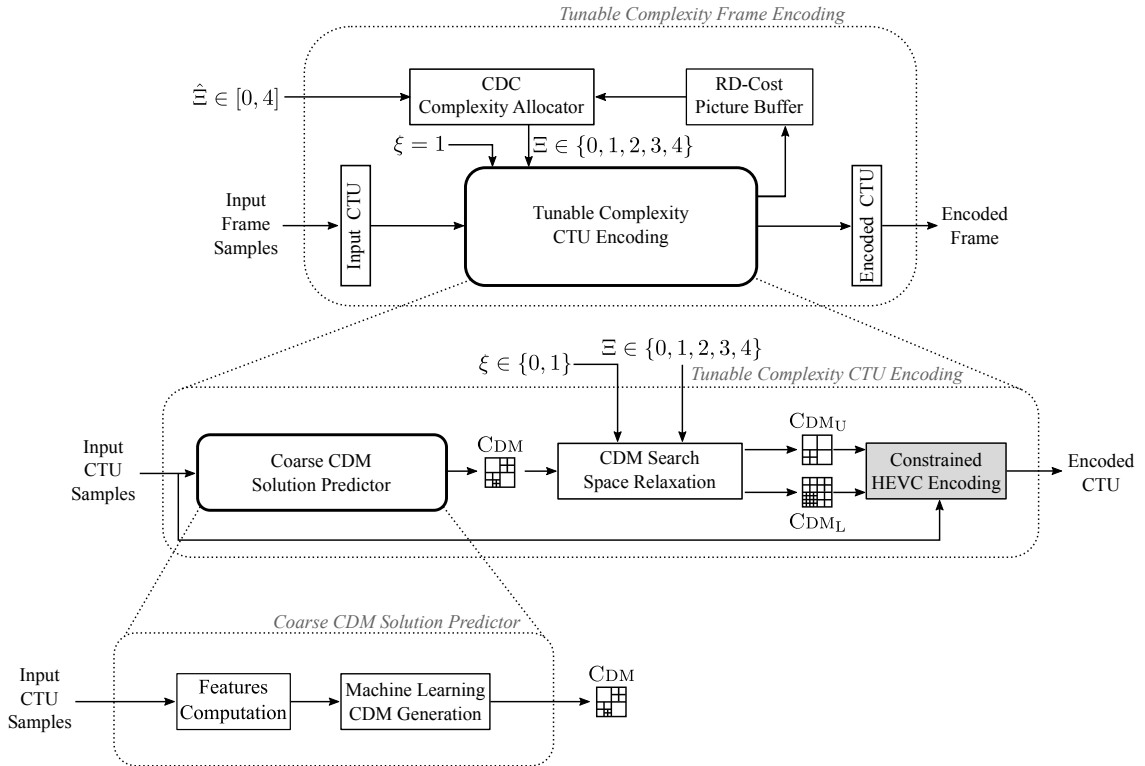 Tunable Complexity Frame Encoding
Ξ̂ ∈ [0, 4]
CDC
Complexity Allocator
RD-Cost
Picture Buffer
ξ = 1
Ξ ∈ {0, 1, 2, 3, 4}
Input
Frame
Samples
Input CTU
Tunable Complexity
CTU Encoding
Encoded CTU
Encoded
Frame
ξ ∈ {0, 1}
Ξ ∈ {0, 1, 2, 3, 4}
Tunable Complexity CTU Encoding
Input
CTU
Samples
Coarse CDM
Solution Predictor
CDM
CDM Search
Space Relaxation
CDM_U
CDM_L
Constrained
HEVC Encoding
Encoded
CTU
Coarse CDM Solution Predictor
Input
CTU
Samples
Features
Computation
Machine Learning
CDM Generation
CDM